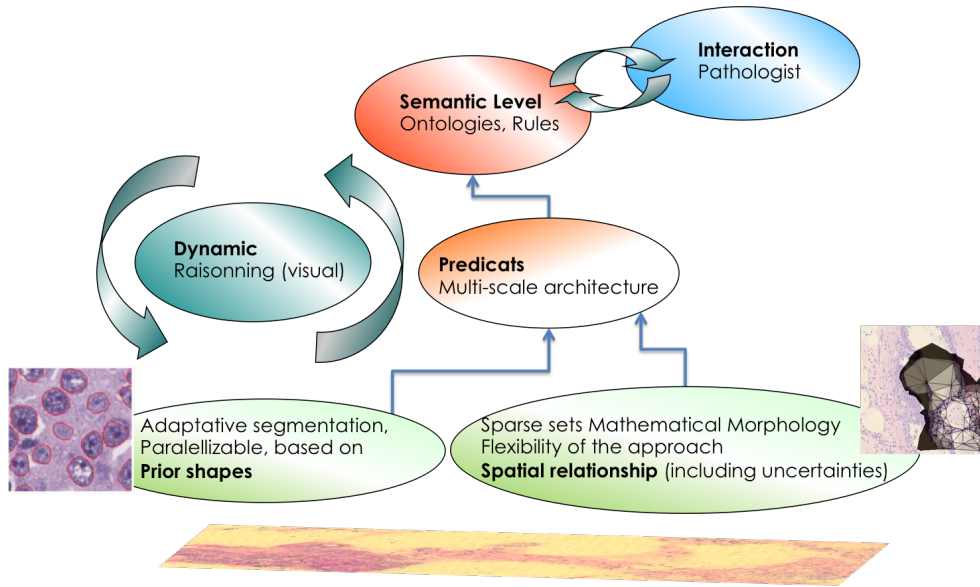 Interaction
Pathologist
Semantic Level
Ontologies, Rules
Dynamic
Raisonning (visual)
Predicats
Multi-scale architecture
Adaptative segmentation,
Paralellizable, based on
Prior shapes
Sparse sets Mathematical Morphology
Flexibility of the approach
Spatial relationship (including uncertainties)